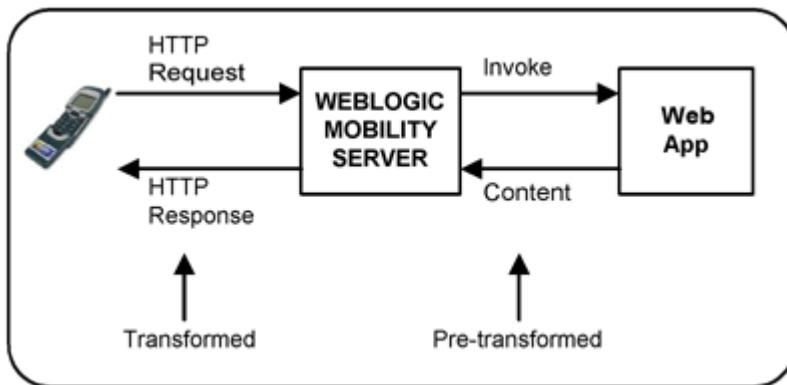 HTTP
Request
Invoke
WEBLOGIC
MOBILITY
SERVER
Web
App
HTTP
Response
Content
Transformed
Pre-transformed